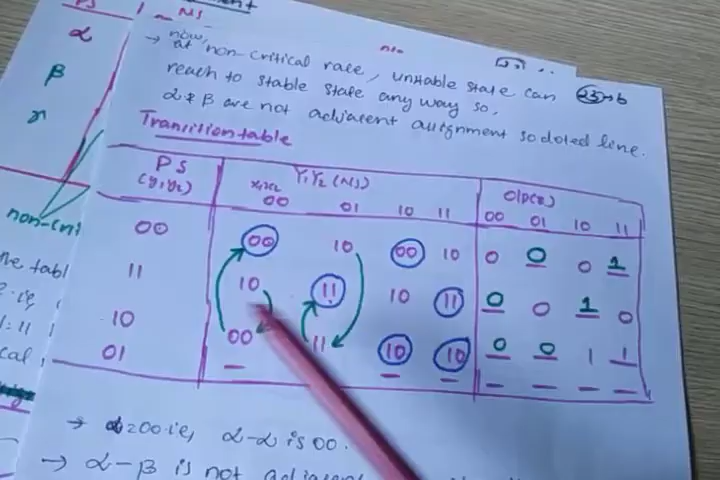 PS
NS
α
β
→ now, at non-critical race, unstable state can
reach to stable state any way so,
α & β are not adjacent assignment so doted line.
Transition table
PS (y₁y₂) | Y₁Y₂ (NS) | O/p(z)
x₁x₂ 00 01 10 11 | 00 01 10 11
00 | 00 10 00 10 | 0 0 0 1
11 | 10 11 10 11 | 0 0 1 0
10 | 00 11 10 10 | 0 0 1 1
01 | — — — | — — — —
→ α=00 i.e, α-α is 00.
→ α-β is not adjacent